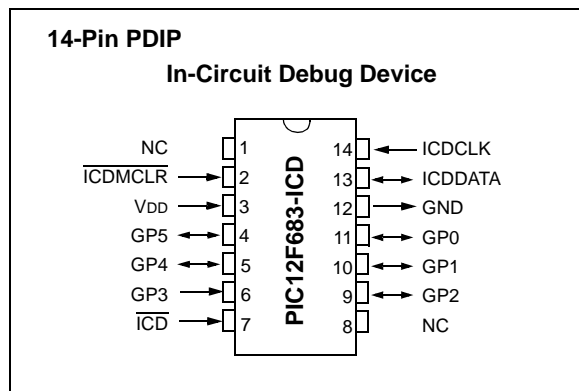 14-Pin PDIP
In-Circuit Debug Device
NC 1
ICDMCLR 2
VDD 3
GP5 4
GP4 5
GP3 6
ICD 7
PIC12F683-ICD
14 ICDCLK
13 ICDDATA
12 GND
11 GP0
10 GP1
9 GP2
8 NC